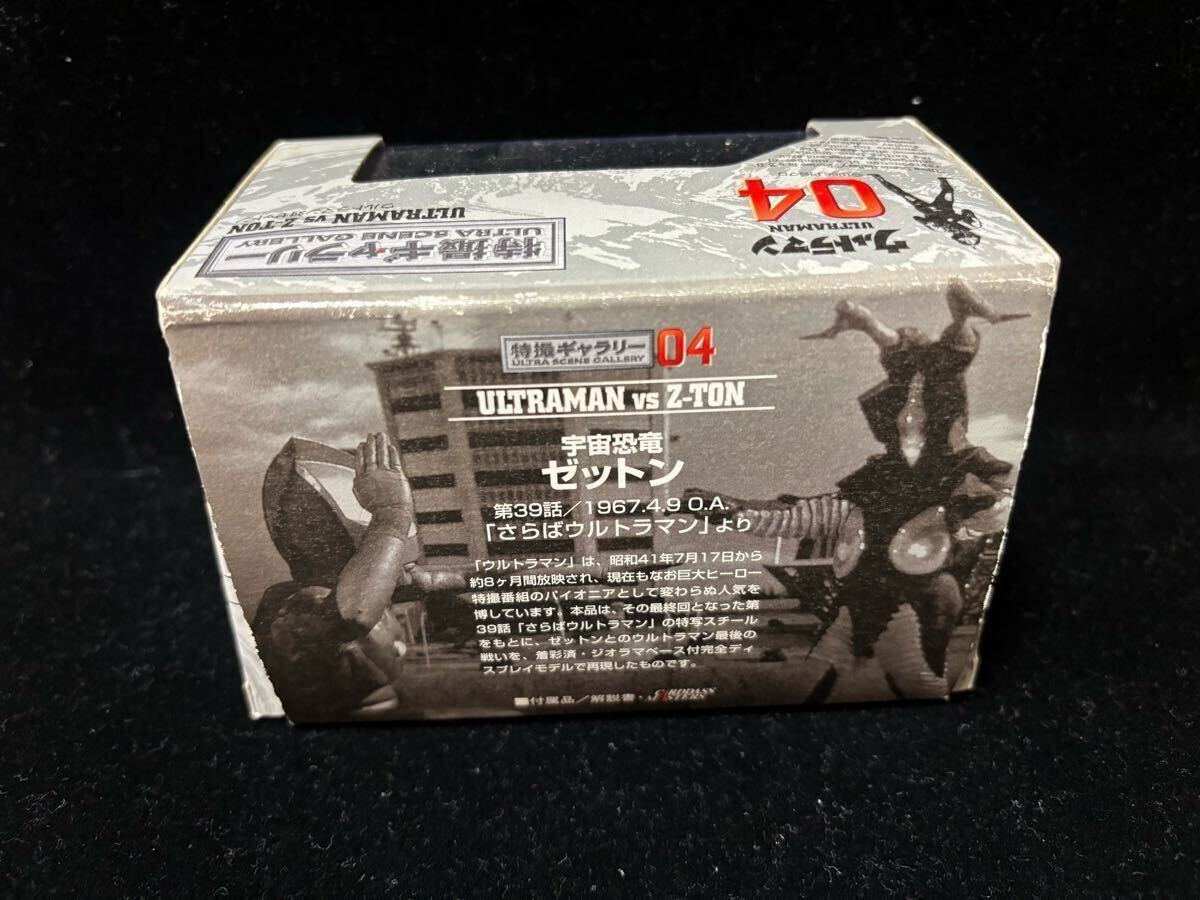 特撮ギャラリー
ULTRA SCENE GALLERY
04
ULTRAMAN vs Z-TON
宇宙恐竜
ゼットン
第39話/1967.4.9 O.A.
「さらばウルトラマン」より
「ウルトラマン」は、昭和41年7月17日から
約8ヶ月間放映され、現在もなお巨大ヒーロー
特撮番組のパイオニアとして変わらぬ人気を
博しています。本品は、その最終回となった第
39話「さらばウルトラマン」の特写スチール
をもとに、ゼットンとのウルトラマン最後の
戦いを、着彩済・ジオラマベース付完全ディ
スプレイモデルで再現したものです。
ウルトラマン
ULTRAMAN
04
特撮ギャラリー
ULTRA SCENE GALLERY
ULTRAMAN vs
Z-TON